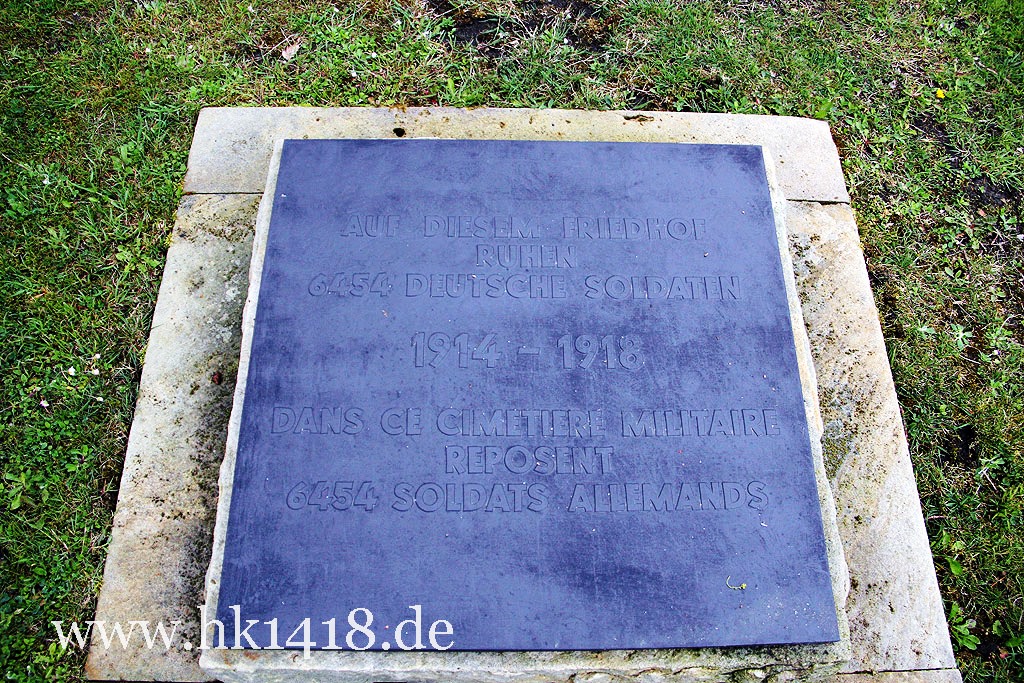 AUF DIESEM FRIEDHOF
RUHEN
6454 DEUTSCHE SOLDATEN
1914 – 1918
DANS CE CIMETIERE MILITAIRE
REPOSENT
6454 SOLDATS ALLEMANDS
www.hk1418.de